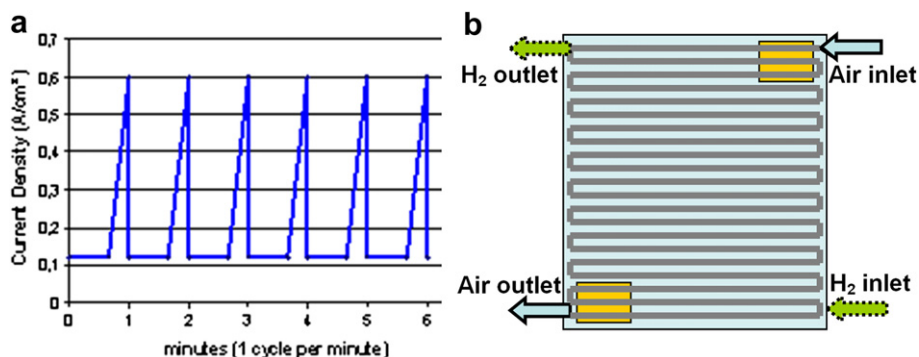 a
Current Density (A/cm²)
0,7
0,6
0,5
0,4
0,3
0,2
0,1
0
0 1 2 3 4 5 6
minutes (1 cycle per minute)
b
H₂ outlet
Air inlet
Air outlet
H₂ inlet